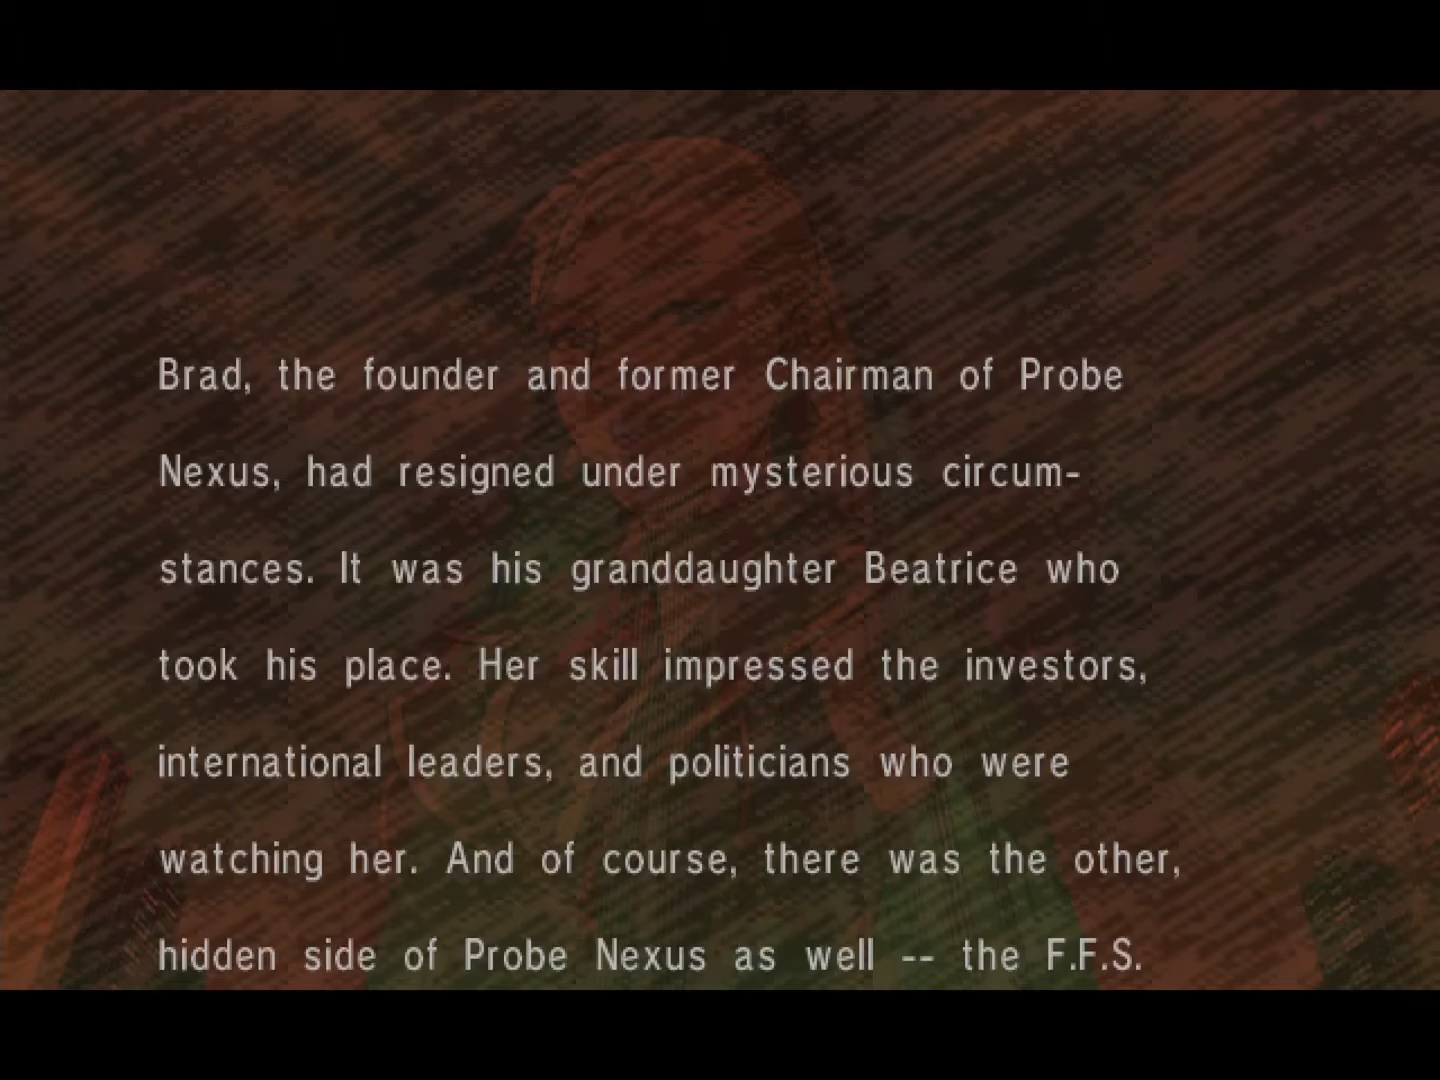 Brad, the founder and former Chairman of Probe
Nexus, had resigned under mysterious circum-
stances. It was his granddaughter Beatrice who
took his place. Her skill impressed the investors,
international leaders, and politicians who were
watching her. And of course, there was the other,
hidden side of Probe Nexus as well -- the F.F.S.